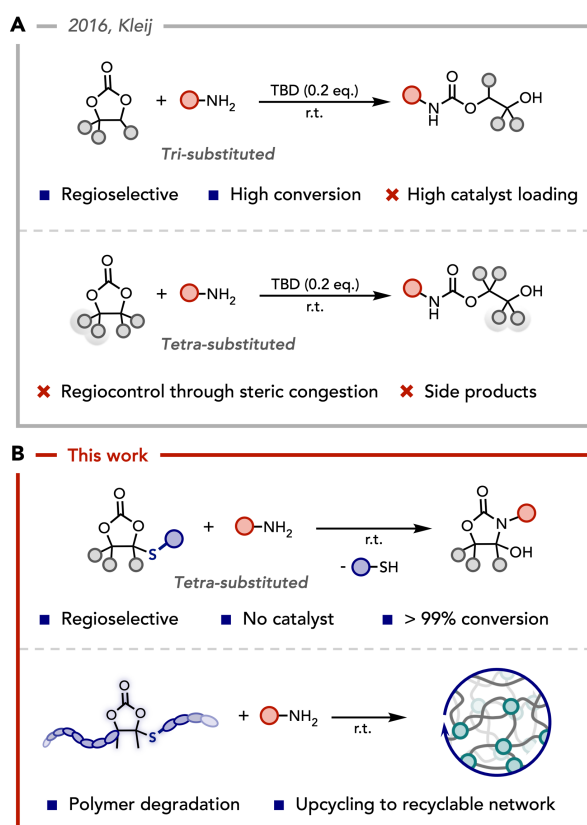 A 2016, Kleij
O
O
O
+
NH2
TBD (0.2 eq.)
r.t.
N
H
O
O
OH
Tri-substituted
Regioselective
High conversion
High catalyst loading
O
O
O
+
NH2
TBD (0.2 eq.)
r.t.
N
H
O
O
OH
Tetra-substituted
Regiocontrol through steric congestion
Side products
B This work
O
O
O
S
+
NH2
r.t.
- SH
O
O
N
OH
Tetra-substituted
Regioselective
No catalyst
> 99% conversion
O
O
O
S
+
NH2
r.t.
Polymer degradation
Upcycling to recyclable network